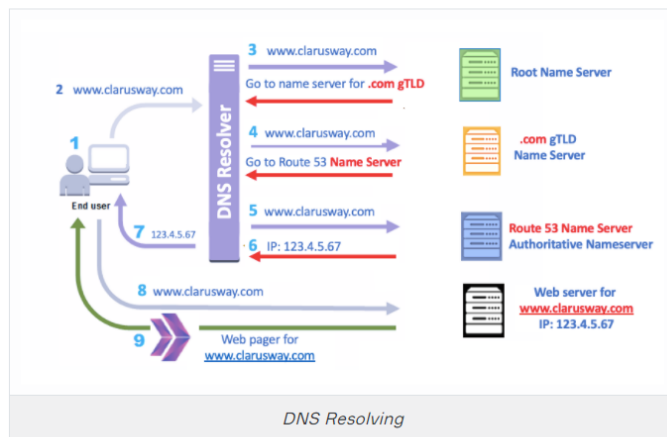 3 www.clarusway.com
Go to name server for .com gTLD
Root Name Server
2 www.clarusway.com
1
End user
DNS Resolver
4 www.clarusway.com
Go to Route 53 Name Server
.com gTLD
Name Server
5 www.clarusway.com
6 IP: 123.4.5.67
7 123.4.5.67
Route 53 Name Server
Authoritative Nameserver
8 www.clarusway.com
9
Web pager for
www.clarusway.com
Web server for
www.clarusway.com
IP: 123.4.5.67
DNS Resolving